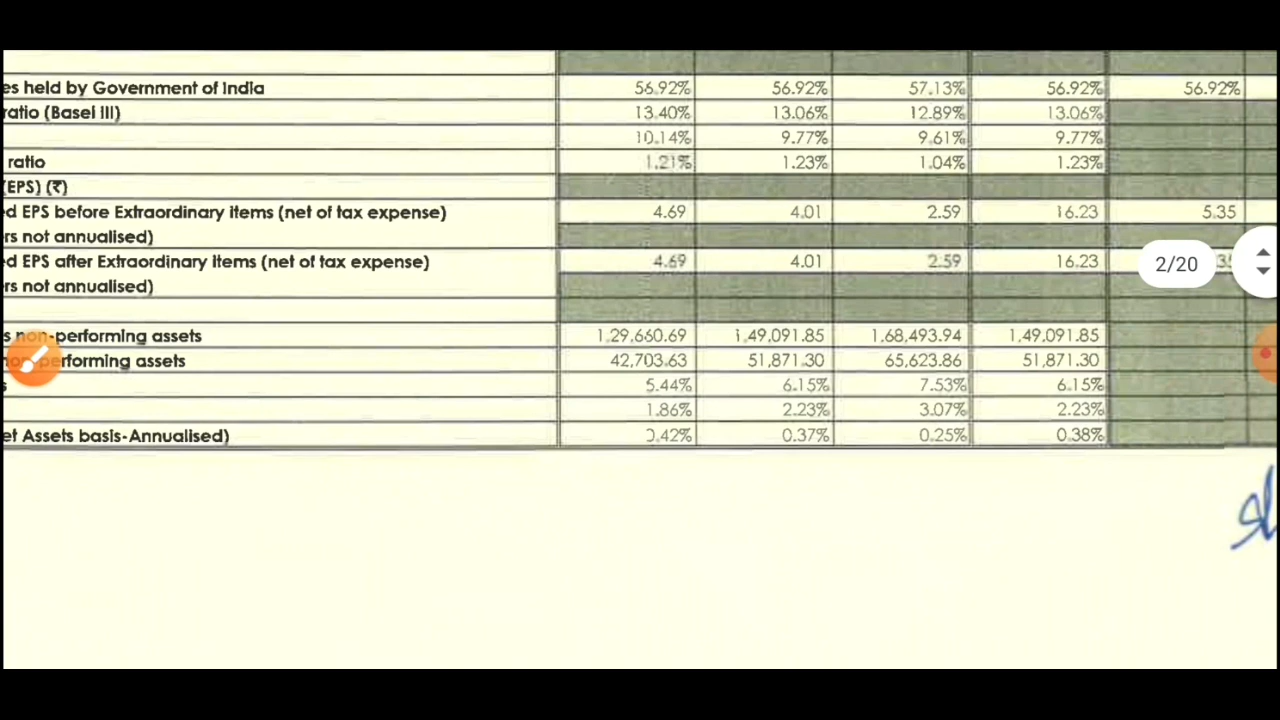 es held by Government of India 56.92% 56.92% 57.13% 56.92% 56.92%
ratio (Basel III) 13.40% 13.06% 12.89% 13.06%
10.14% 9.77% 9.61% 9.77%
ratio 1.21% 1.23% 1.04% 1.23%
(EPS) (₹)
ed EPS before Extraordinary items (net of tax expense) 4.69 4.01 2.59 16.23 5.35
rs not annualised)
ed EPS after Extraordinary items (net of tax expense) 4.69 4.01 2.59 16.23
2/20
rs not annualised)
s non-performing assets 1,29,660.69 1,49,091.85 1,68,493.94 1,49,091.85
non-performing assets 42,703.63 51,871.30 65,623.86 51,871.30
s 5.44% 6.15% 7.53% 6.15%
1.86% 2.23% 3.07% 2.23%
et Assets basis-Annualised) 0.42% 0.37% 0.25% 0.38%